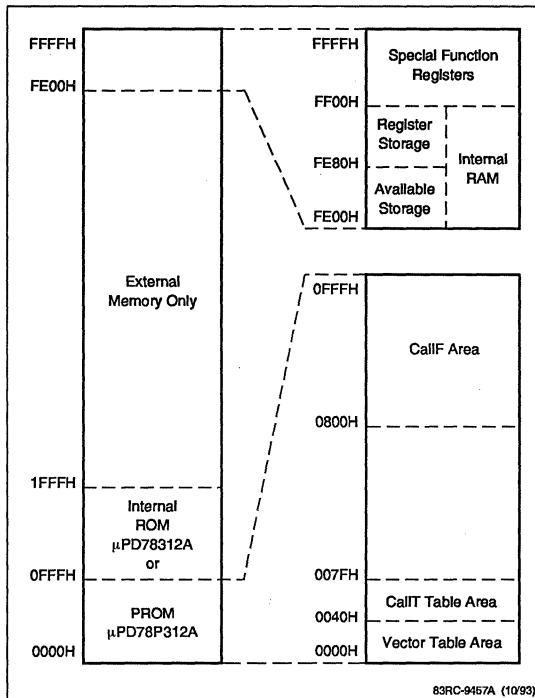 FFFFH
FE00H
External
Memory Only
1FFFH
Internal
ROM
μPD78312A
or
0FFFH
PROM
μPD78P312A
0000H
FFFFH
Special Function
Registers
FF00H
Register
Storage
Internal
RAM
FE80H
Available
Storage
FE00H
0FFFH
CallF Area
0800H
007FH
CallT Table Area
0040H
Vector Table Area
0000H
83RC-9457A (10/93)